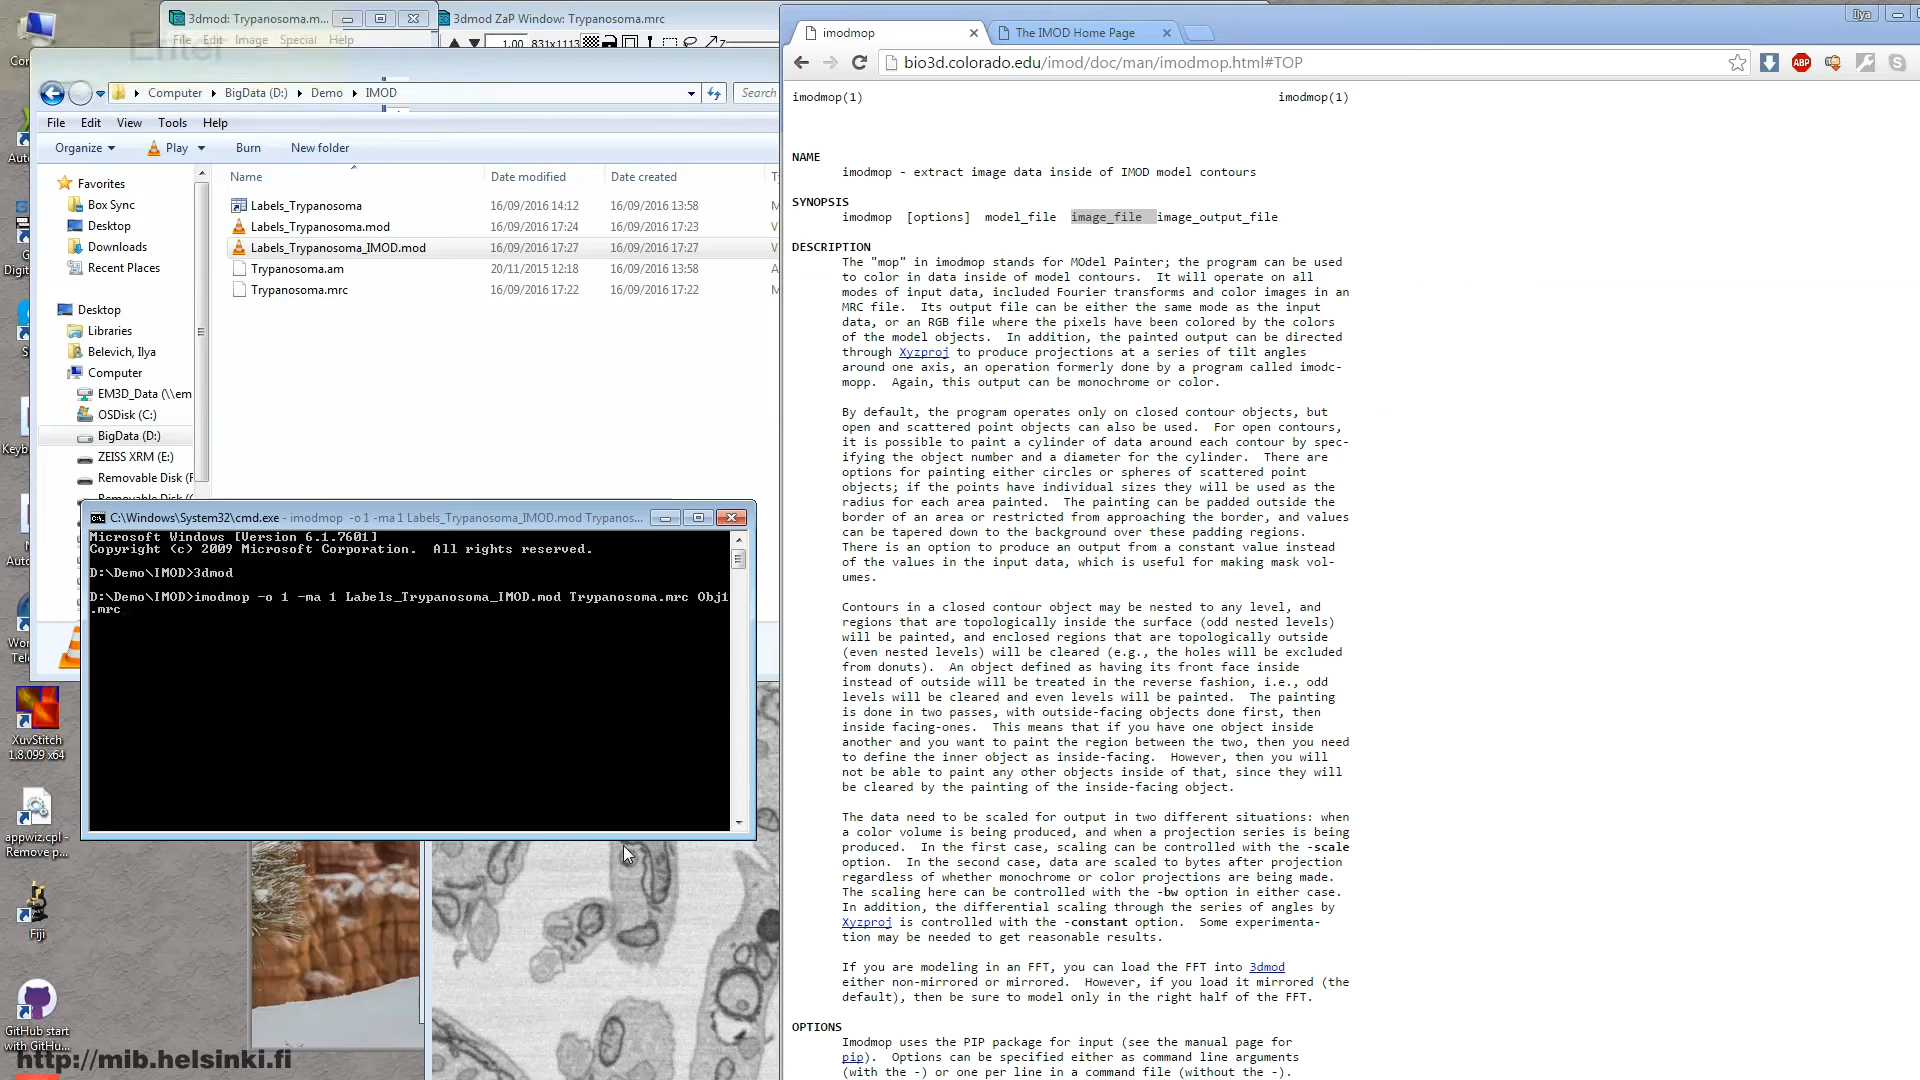 3dmod: Trypanosoma.m...
File Edit Image Special Help
Enter
3dmod ZaP Window: Trypanosoma.mrc
1.00 831x1113
Computer BigData (D:) Demo IMOD
Search
File Edit View Tools Help
Organize Play Burn New folder
Name Date modified Date created
Favorites
Box Sync
Desktop
Downloads
Recent Places
Desktop
Libraries
Belevich, Ilya
Computer
EM3D_Data (\\em
OSDisk (C:)
BigData (D:)
ZEISS XRM (E:)
Removable Disk (F
Removable Disk (
Labels_Trypanosoma 16/09/2016 14:12 16/09/2016 13:58
Labels_Trypanosoma.mod 16/09/2016 17:24 16/09/2016 17:23
Labels_Trypanosoma_IMOD.mod 16/09/2016 17:27 16/09/2016 17:27
Trypanosoma.am 20/11/2015 12:18 16/09/2016 13:58
Trypanosoma.mrc 16/09/2016 17:22 16/09/2016 17:22
C:\Windows\System32\cmd.exe - imodmop -o 1 -ma 1 Labels_Trypanosoma_IMOD.mod Trypanos...
Microsoft Windows [Version 6.1.7601]
Copyright (c) 2009 Microsoft Corporation. All rights reserved.
D:\Demo\IMOD>3dmod
D:\Demo\IMOD>imodmop -o 1 -ma 1 Labels_Trypanosoma_IMOD.mod Trypanosoma.mrc Obj1
.mrc
XuvStitch
1.8.099 x64
appwiz.cpl -
Remove p...
Fiji
GitHub start
with GitHu...
http://mib.helsinki.fi
Ilya
imodmop
The IMOD Home Page
bio3d.colorado.edu/imod/doc/man/imodmop.html#TOP
ABP
imodmop(1) imodmop(1)
NAME
imodmop - extract image data inside of IMOD model contours
SYNOPSIS
imodmop [options] model_file image_file image_output_file
DESCRIPTION
The "mop" in imodmop stands for MOdel Painter; the program can be used
to color in data inside of model contours. It will operate on all
modes of input data, included Fourier transforms and color images in an
MRC file. Its output file can be either the same mode as the input
data, or an RGB file where the pixels have been colored by the colors
of the model objects. In addition, the painted output can be directed
through Xyzproj to produce projections at a series of tilt angles
around one axis, an operation formerly done by a program called imodc-
mopp. Again, this output can be monochrome or color.
By default, the program operates only on closed contour objects, but
open and scattered point objects can also be used. For open contours,
it is possible to paint a cylinder of data around each contour by spec-
ifying the object number and a diameter for the cylinder. There are
options for painting either circles or spheres of scattered point
objects; if the points have individual sizes they will be used as the
radius for each area painted. The painting can be padded outside the
border of an area or restricted from approaching the border, and values
can be tapered down to the background over these padding regions.
There is an option to produce an output from a constant value instead
of the values in the input data, which is useful for making mask vol-
umes.
Contours in a closed contour object may be nested to any level, and
regions that are topologically inside the surface (odd nested levels)
will be painted, and enclosed regions that are topologically outside
(even nested levels) will be cleared (e.g., the holes will be excluded
from donuts). An object defined as having its front face inside
instead of outside will be treated in the reverse fashion, i.e., odd
levels will be cleared and even levels will be painted. The painting
is done in two passes, with outside-facing objects done first, then
inside facing-ones. This means that if you have one object inside
another and you want to paint the region between the two, then you need
to define the inner object as inside-facing. However, then you will
not be able to paint any other objects inside of that, since they will
be cleared by the painting of the inside-facing object.
The data need to be scaled for output in two different situations: when
a color volume is being produced, and when a projection series is being
produced. In the first case, scaling can be controlled with the -scale
option. In the second case, data are scaled to bytes after projection
regardless of whether monochrome or color projections are being made.
The scaling here can be controlled with the -bw option in either case.
In addition, the differential scaling through the series of angles by
Xyzproj is controlled with the -constant option. Some experimenta-
tion may be needed to get reasonable results.
If you are modeling in an FFT, you can load the FFT into 3dmod
either non-mirrored or mirrored. However, if you load it mirrored (the
default), then be sure to model only in the right half of the FFT.
OPTIONS
Imodmop uses the PIP package for input (see the manual page for
pip). Options can be specified either as command line arguments
(with the -) or one per line in a command file (without the -).